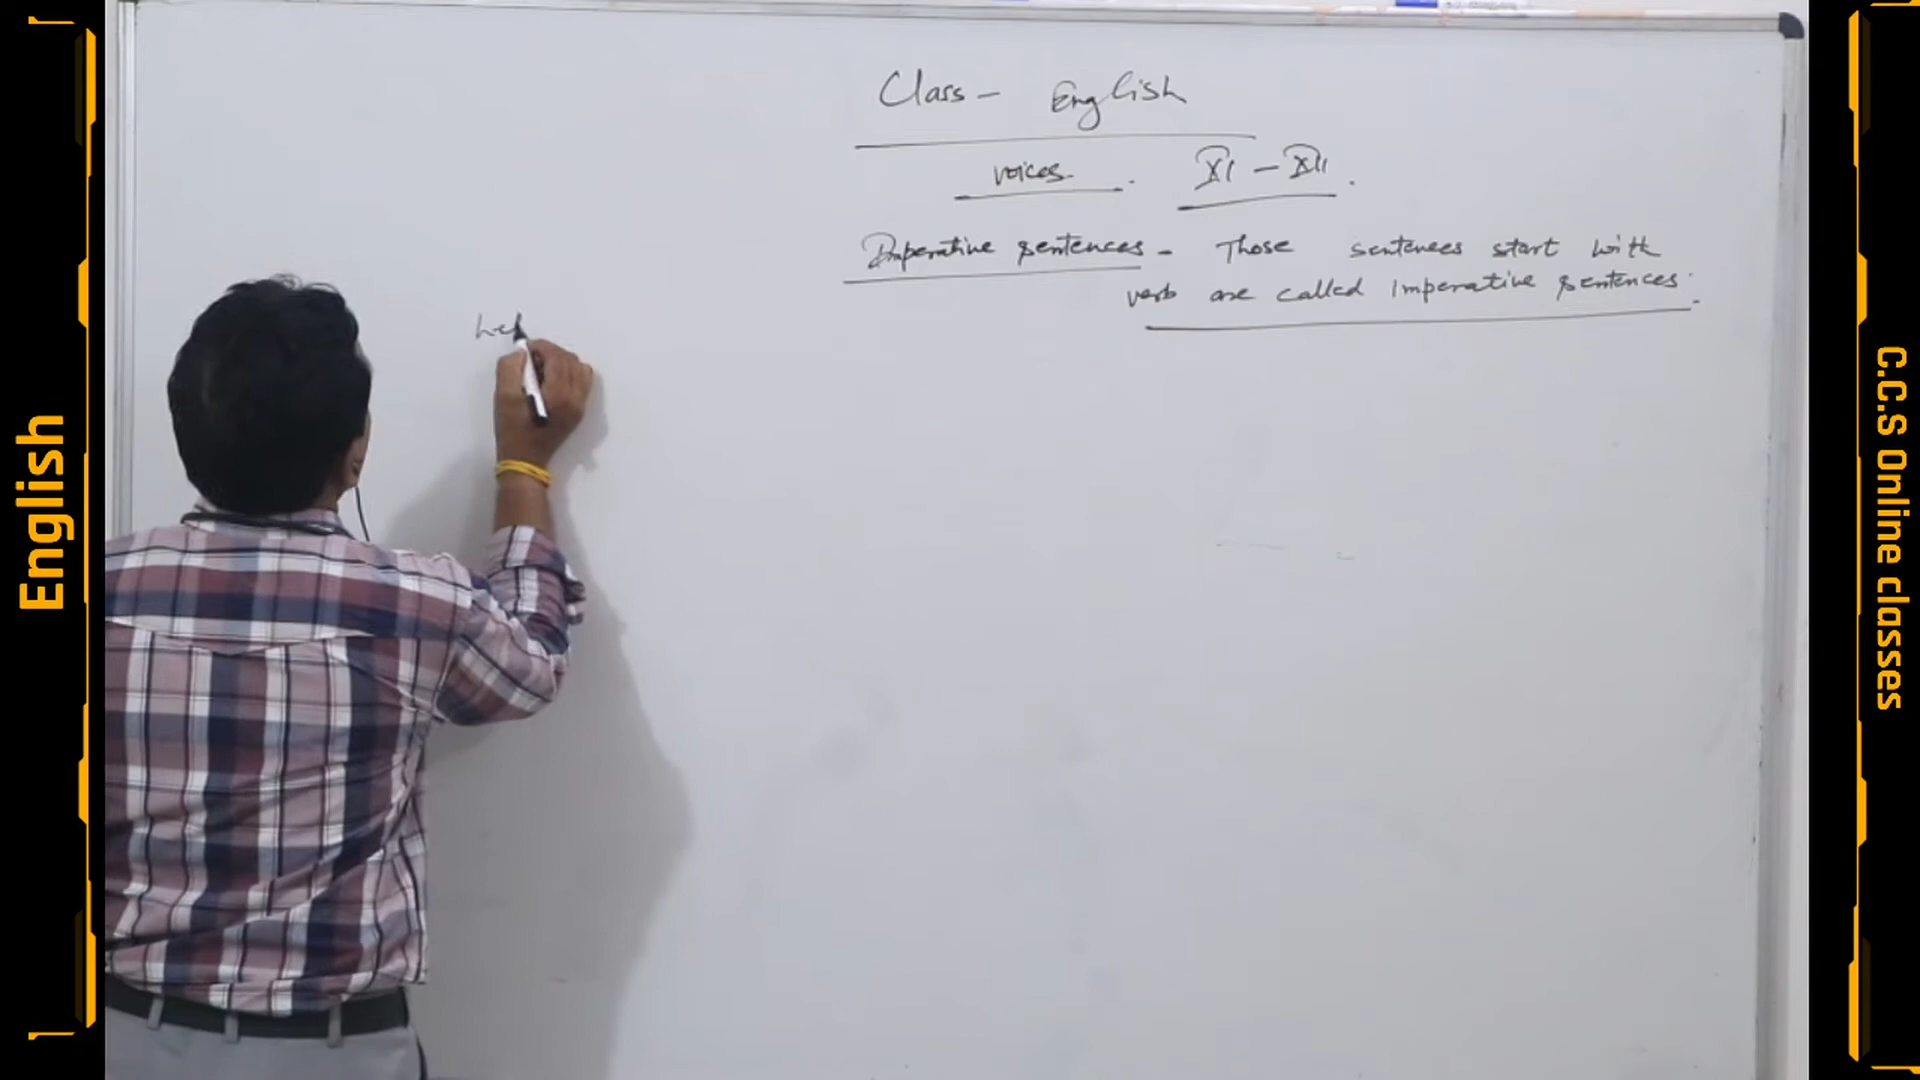 Class - English
voices. XI - XII.
Imperative sentences - Those sentences start with
verb are called Imperative sentences.
English
C.C.S Online classes